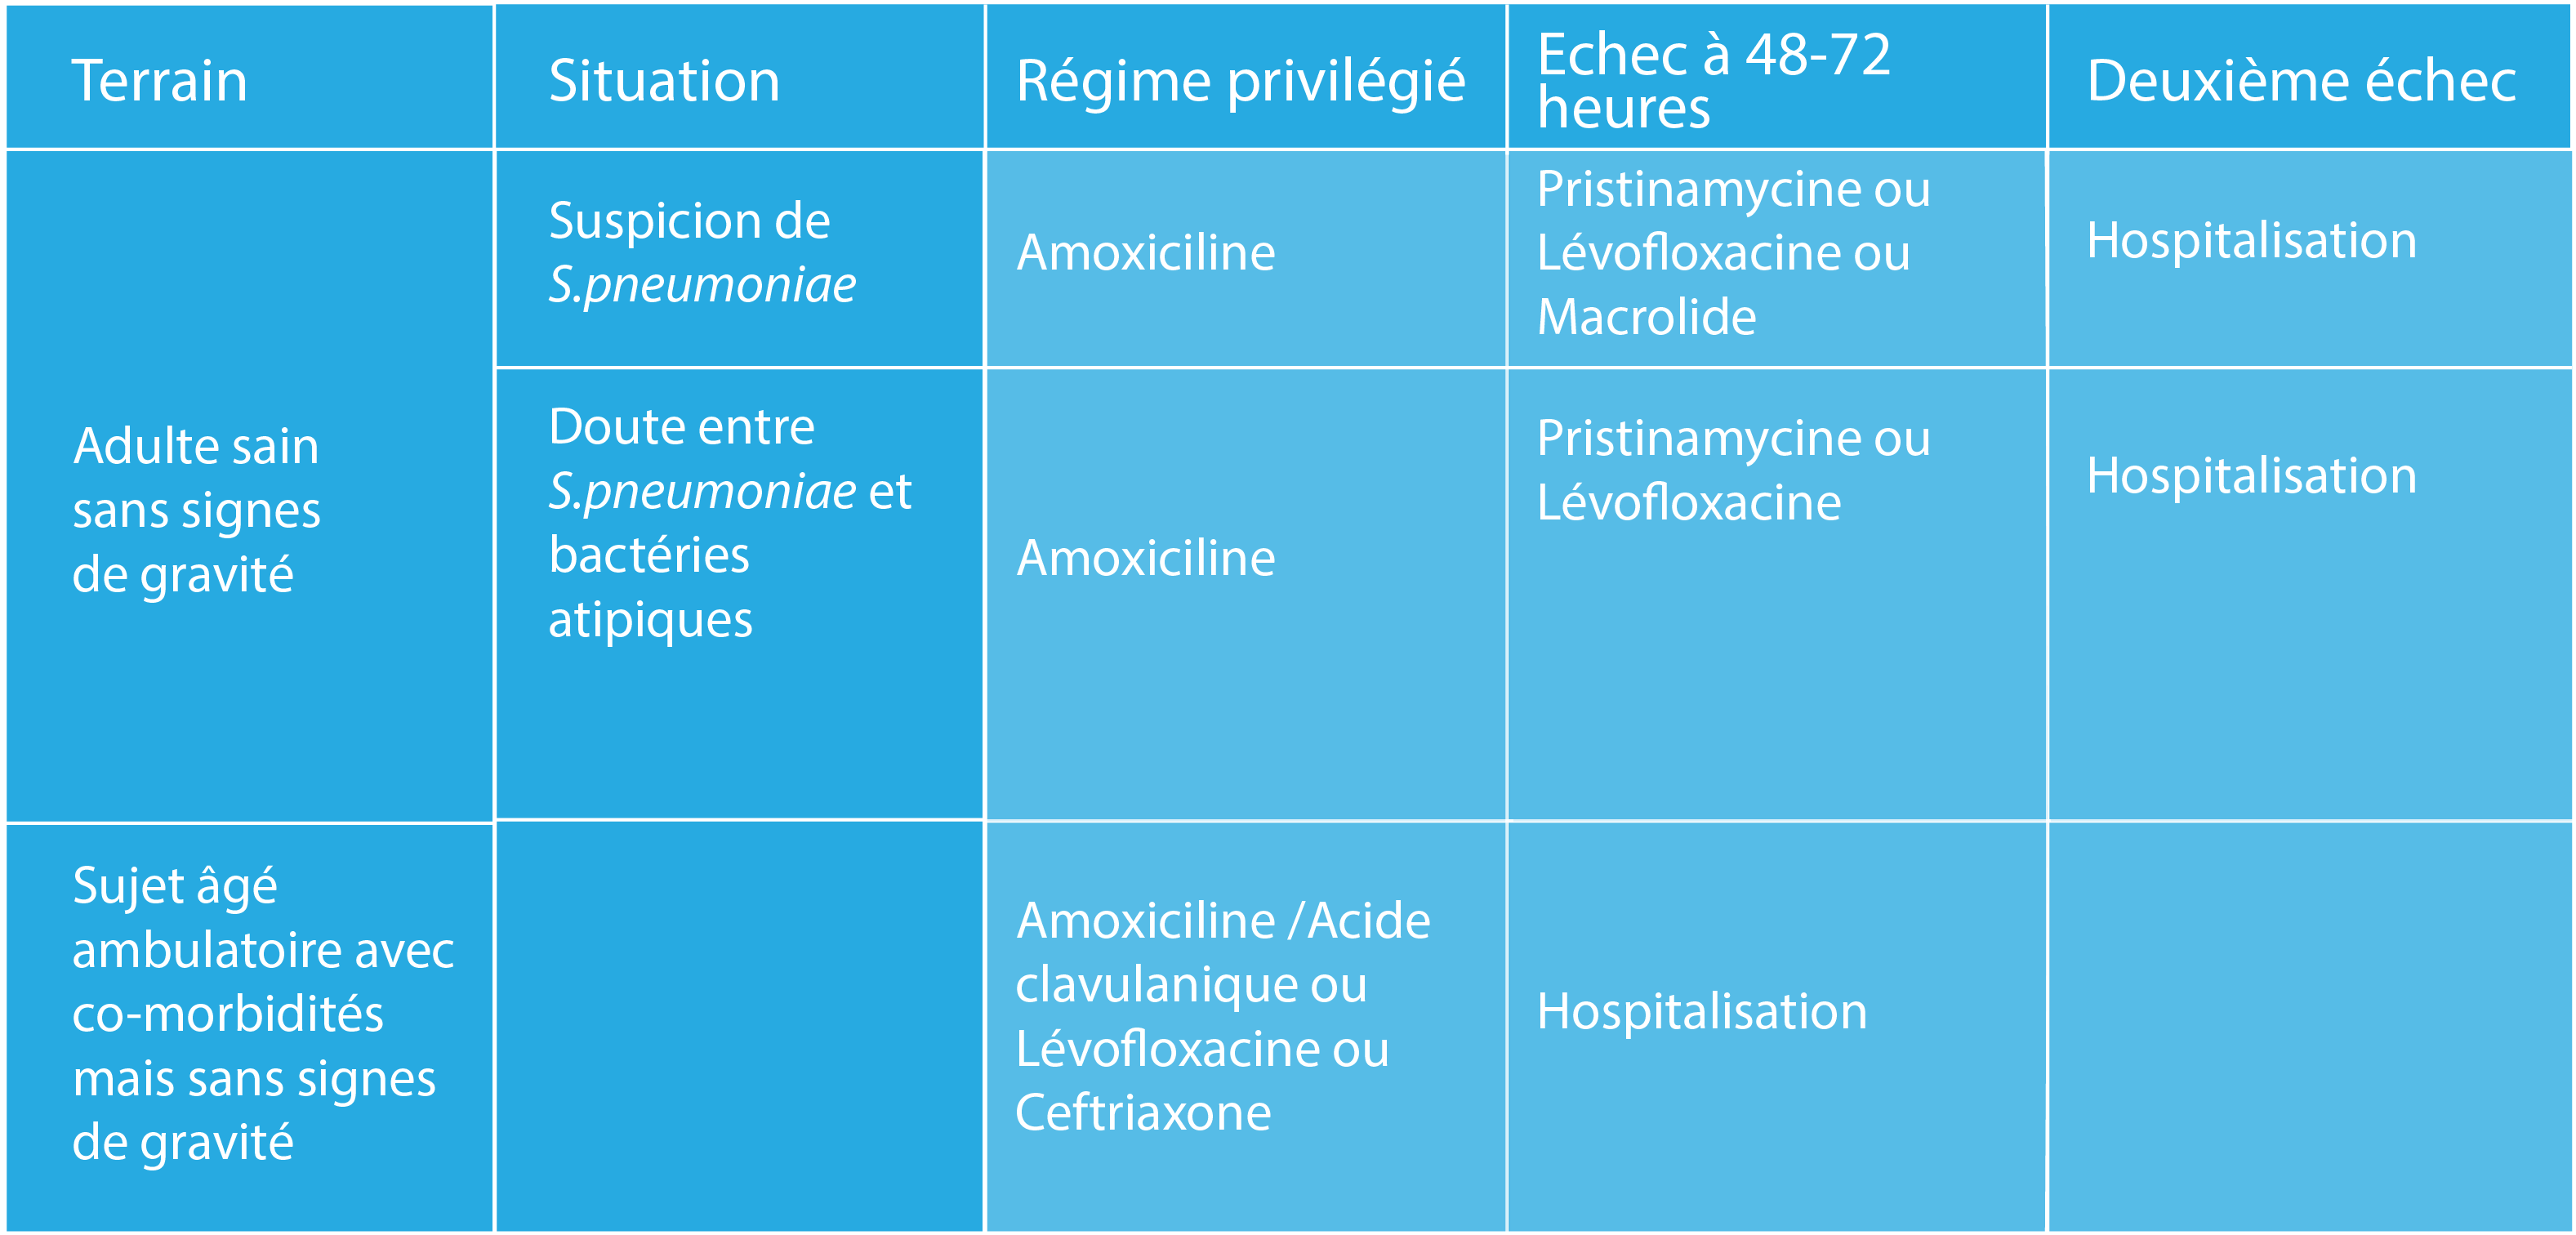 Terrain
Situation
Régime privilégié
Echec à 48-72
heures
Deuxième échec
Adulte sain
sans signes
de gravité
Suspicion de
S.pneumoniae
Amoxiciline
Pristinamycine ou
Lévofloxacine ou
Macrolide
Hospitalisation
Doute entre
S.pneumoniae et
bactéries
atipiques
Amoxiciline
Pristinamycine ou
Lévofloxacine
Hospitalisation
Sujet âgé
ambulatoire avec
co-morbidités
mais sans signes
de gravité
Amoxiciline /Acide
clavulanique ou
Lévofloxacine ou
Ceftriaxone
Hospitalisation